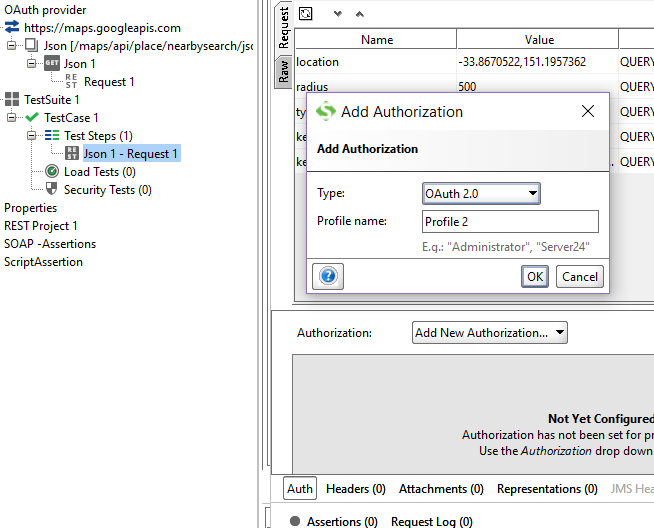 OAuth provider
https://maps.googleapis.com
Json [/maps/api/place/nearbysearch/jso
GET Json 1
REST Request 1
TestSuite 1
TestCase 1
Test Steps (1)
REST Json 1 - Request 1
Load Tests (0)
Security Tests (0)
Properties
REST Project 1
SOAP -Assertions
ScriptAssertion
Request
Raw
Name Value
location -33.8670522,151.1957362 QUERY
radius 500 QUERY
ty QUERY
ke QUERY
ke . QUERY
Add Authorization
Add Authorization
Type: OAuth 2.0
Profile name: Profile 2
E.g.: "Administrator", "Server24"
? OK Cancel
Authorization: Add New Authorization...
Not Yet Configured
Authorization has not been set for pr
Use the Authorization drop down
Auth Headers (0) Attachments (0) Representations (0) JMS Hea
Assertions (0) Request Log (0)